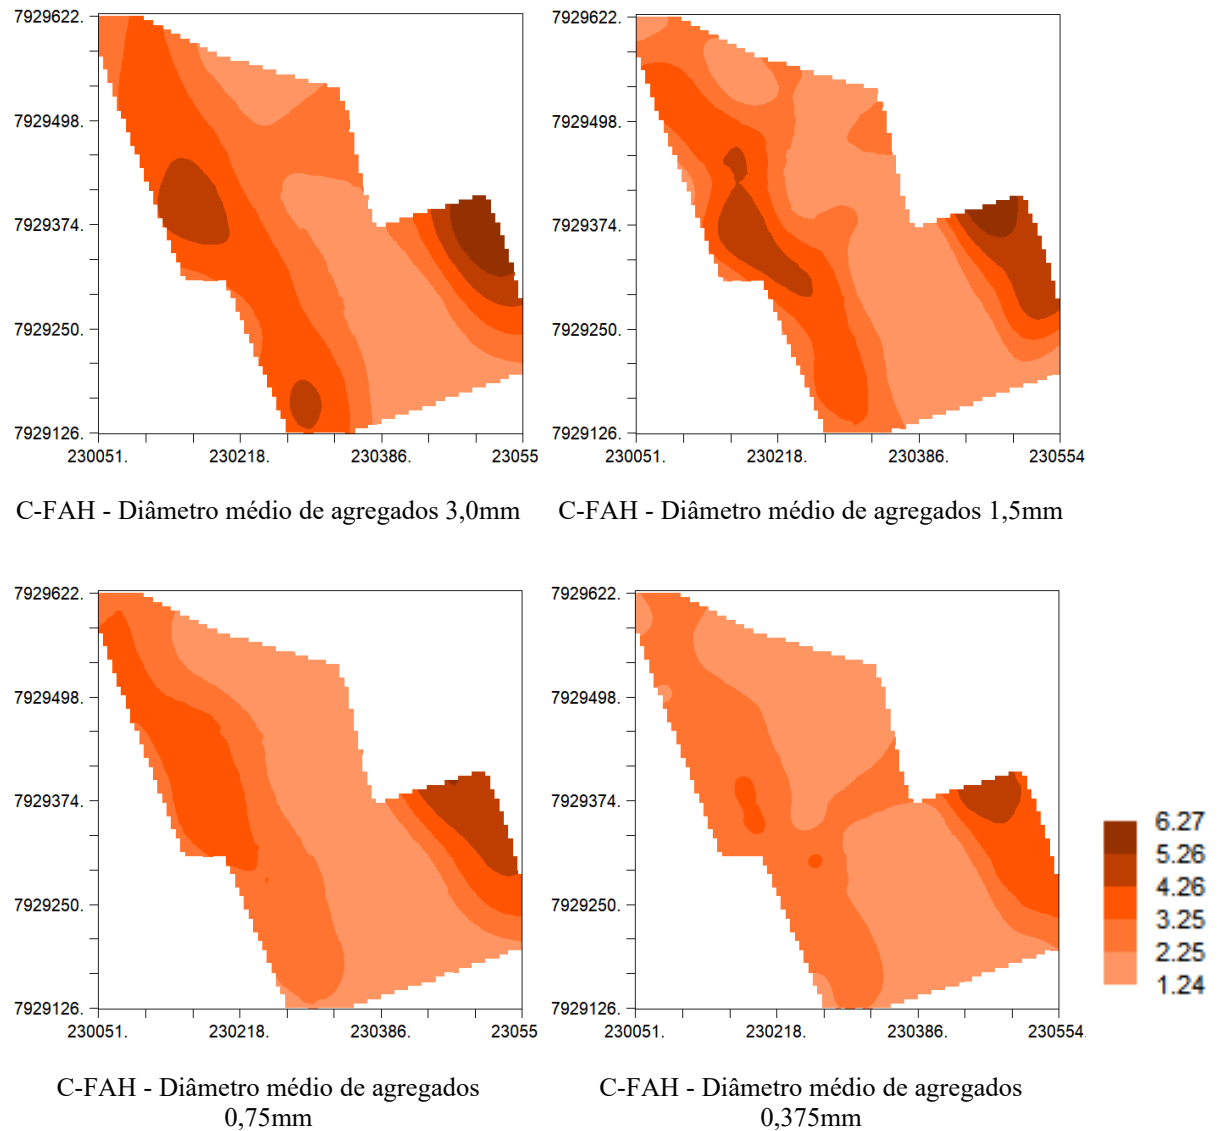 7929622.
7929498.
7929374.
7929250.
7929126.
230051. 230218. 230386. 23055
7929622.
7929498.
7929374.
7929250.
7929126.
230051. 230218. 230386. 230554
C-FAH - Diâmetro médio de agregados 3,0mm
C-FAH - Diâmetro médio de agregados 1,5mm
7929622.
7929498.
7929374.
7929250.
7929126.
230051. 230218. 230386. 23055
7929622.
7929498.
7929374.
7929250.
7929126.
230051. 230218. 230386. 230554.
6.27
5.26
4.26
3.25
2.25
1.24
C-FAH - Diâmetro médio de agregados
0,75mm
C-FAH - Diâmetro médio de agregados
0,375mm